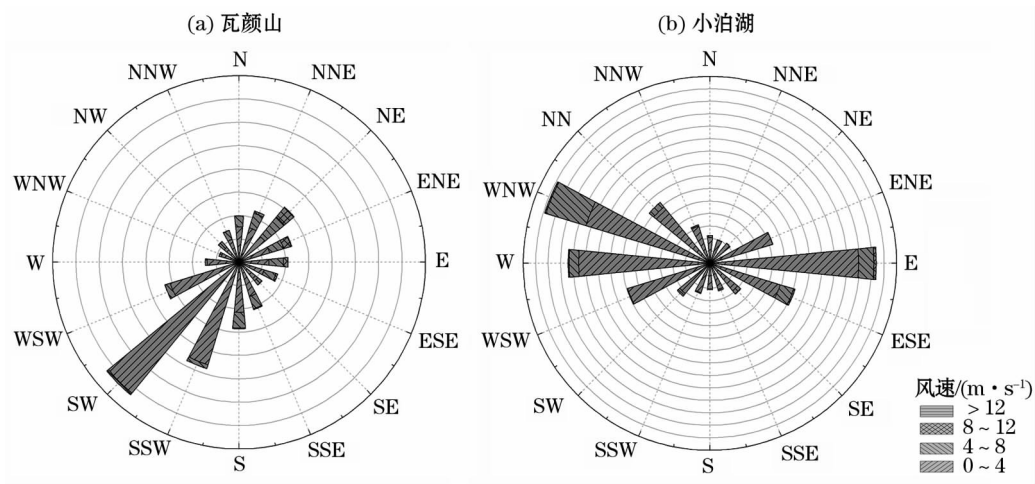 (a) 瓦颜山
N
NNE
NE
ENE
E
ESE
SE
SSE
S
SSW
SW
WSW
W
WNW
NW
NNW
(b) 小泊湖
N
NNE
NE
ENE
E
ESE
SE
SSE
S
SSW
SW
WSW
W
WNW
NN
NNW
风速/(m·s⁻¹)
>12
8~12
4~8
0~4